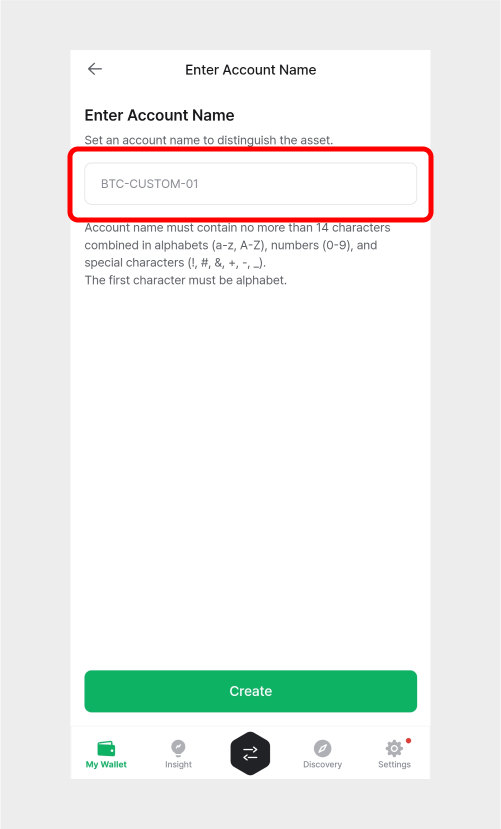 Enter Account Name
Enter Account Name
Set an account name to distinguish the asset.
BTC-CUSTOM-01
Account name must contain no more than 14 characters
combined in alphabets (a-z, A-Z), numbers (0-9), and
special characters (!, #, &, +, -, _).
The first character must be alphabet.
Create
My Wallet Insight Discovery Settings